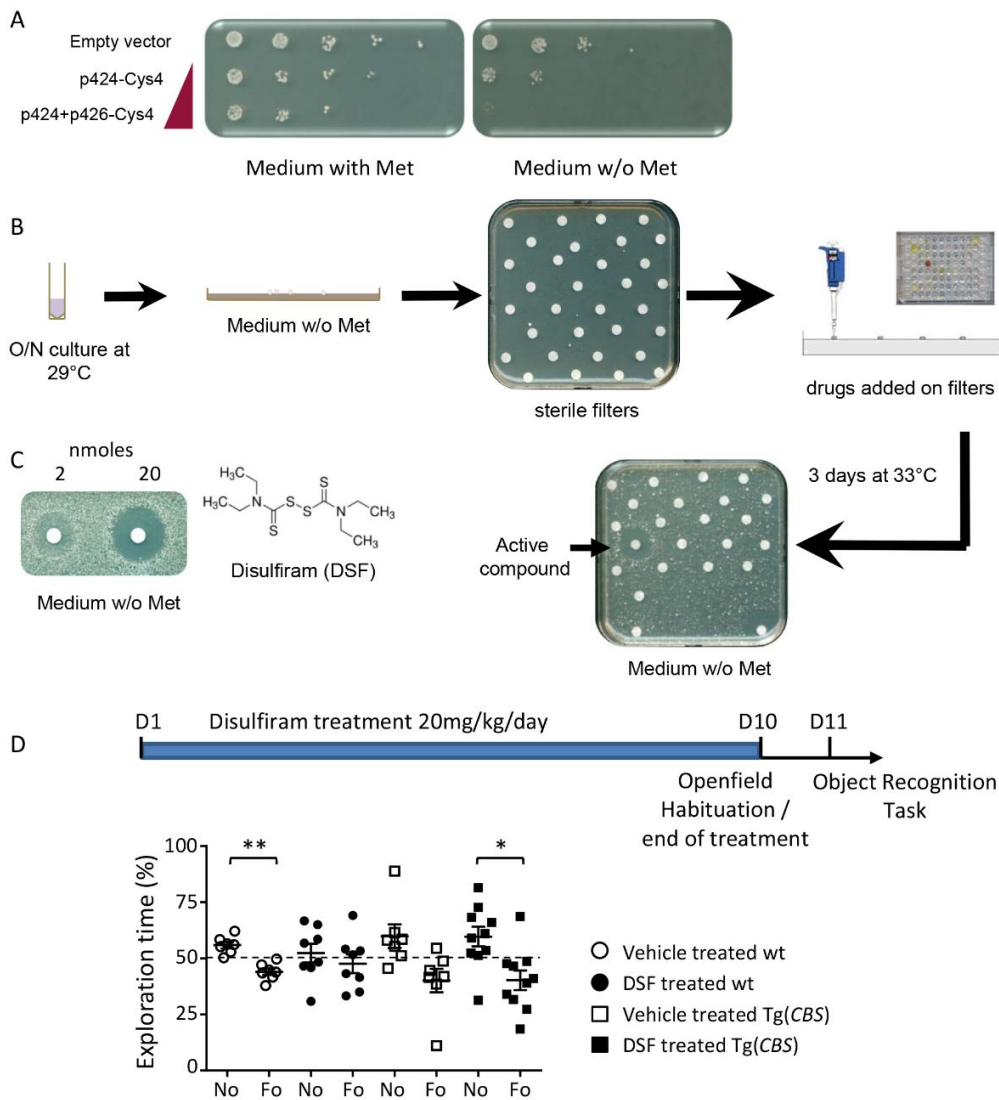 A
Empty vector
p424-Cys4
p424+p426-Cys4
Medium with Met
Medium w/o Met
B
O/N culture at
29°C
Medium w/o Met
sterile filters
drugs added on filters
3 days at 33°C
Active
compound
Medium w/o Met
C
nmoles
2 20
Medium w/o Met
H₃C
H₃C
N
S
S
S
S
N
CH₃
CH₃
Disulfiram (DSF)
D
D1 Disulfiram treatment 20mg/kg/day D10 D11
Openfield
Habituation /
end of treatment
Object Recognition
Task
Exploration time (%)
100
75
50
25
0
** *
No Fo No Fo No Fo No Fo
Vehicle treated wt
DSF treated wt
Vehicle treated Tg(CBS)
DSF treated Tg(CBS)